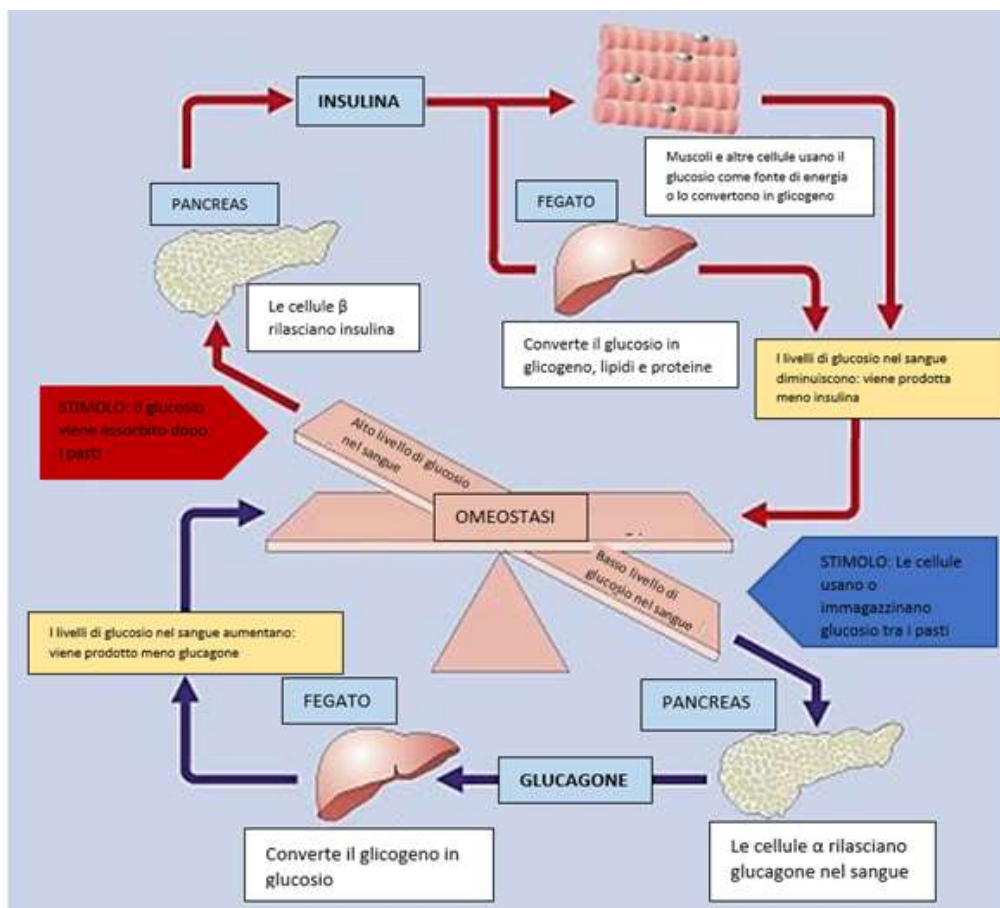 INSULINA
Muscoli e altre cellule usano il
glucosio come fonte di energia
o lo convertono in glicogeno
PANCREAS
FEGATO
Le cellule β
rilasciano insulina
Converte il glucosio in
glicogeno, lipidi e proteine
I livelli di glucosio nel sangue
diminuiscono: viene prodotta
meno insulina
STIMOLO: Il glucosio
viene assorbito dopo
i pasti
Alto livello di glucosio
nel sangue
OMEOSTASI
Basso livello di
glucosio nel sangue
STIMOLO: Le cellule
usano o
immagazzinano
glucosio tra i pasti
I livelli di glucosio nel sangue aumentano:
viene prodotto meno glucagone
FEGATO
PANCREAS
GLUCAGONE
Converte il glicogeno in
glucosio
Le cellule α rilasciano
glucagone nel sangue